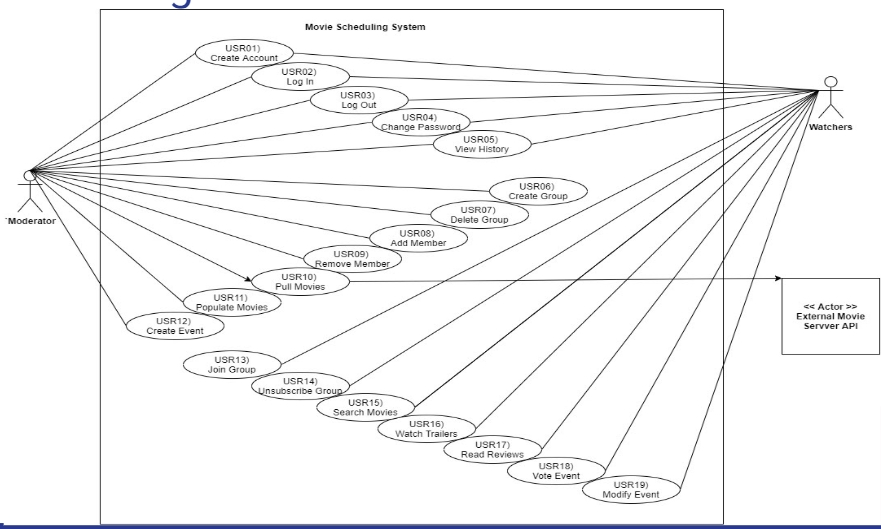 Movie Scheduling System
USR01)
Create Account
USR02)
Log In
USR03)
Log Out
USR04)
Change Password
USR05)
View History
Watchers
USR06)
Create Group
`Moderator
USR07)
Delete Group
USR08)
Add Member
USR09)
Remove Member
USR10)
Pull Movies
USR11)
Populate Movies
USR12)
Create Event
<< Actor >>
External Movie
Servver API
USR13)
Join Group
USR14)
Unsubscribe Group
USR15)
Search Movies
USR16)
Watch Trailers
USR17)
Read Reviews
USR18)
Vote Event
USR19)
Modify Event